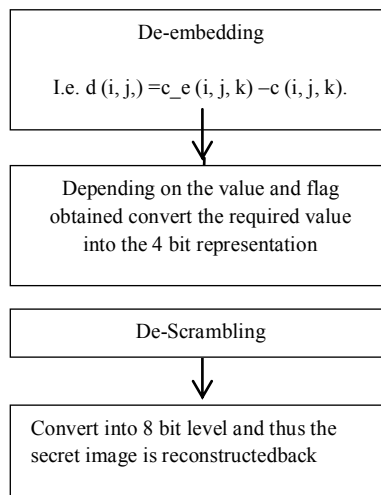 De-embedding
I.e. d (i, j,) =c_e (i, j, k) –c (i, j, k).
Depending on the value and flag
obtained convert the required value
into the 4 bit representation
De-Scrambling
Convert into 8 bit level and thus the
secret image is reconstructedback